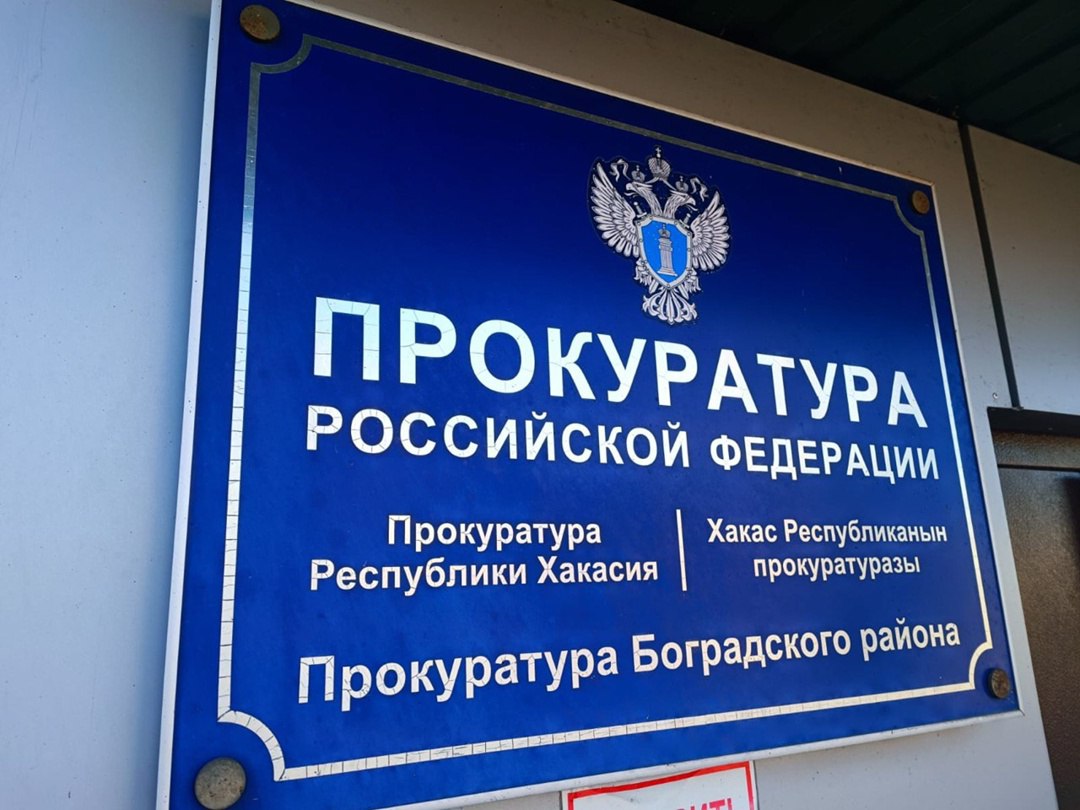 ПРОКУРАТУРА
РОССИЙСКОЙ ФЕДЕРАЦИИ
Прокуратура
Республики Хакасия
Хакас Республиканын
прокуратуразы
Прокуратура Боградского района